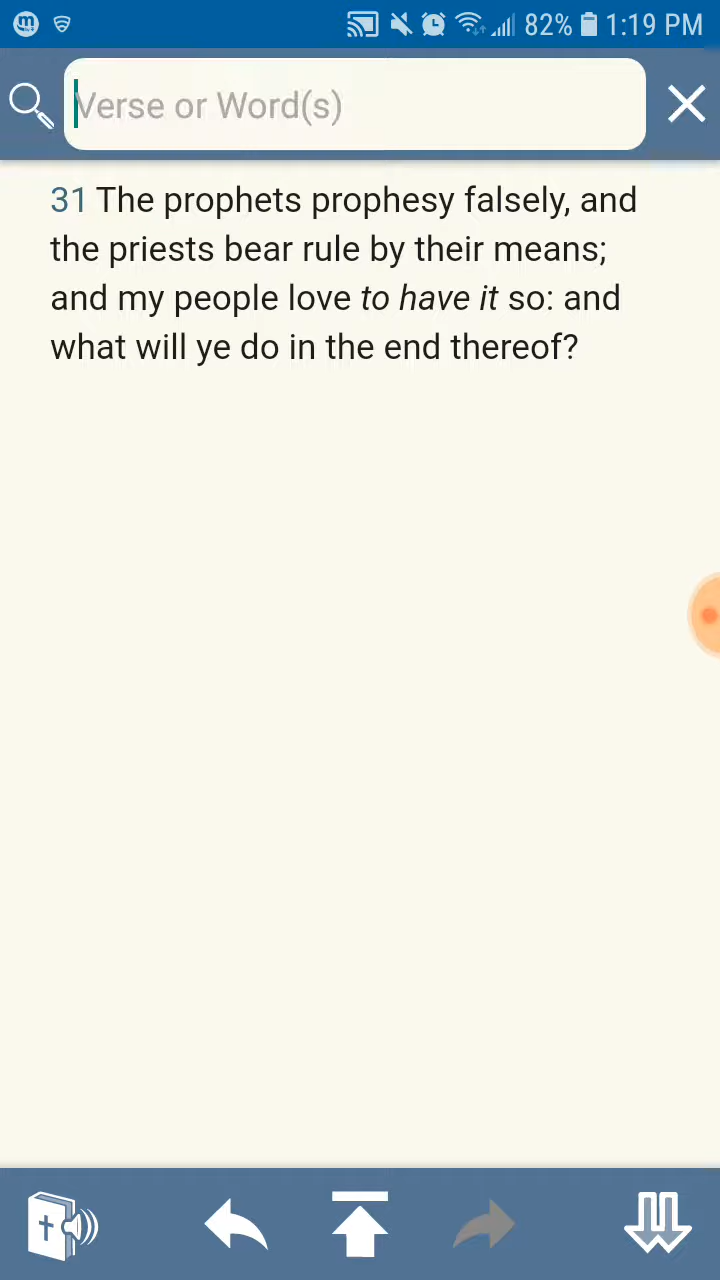 82% 1:19 PM
Verse or Word(s)
31 The prophets prophesy falsely, and
the priests bear rule by their means;
and my people love to have it so: and
what will ye do in the end thereof?